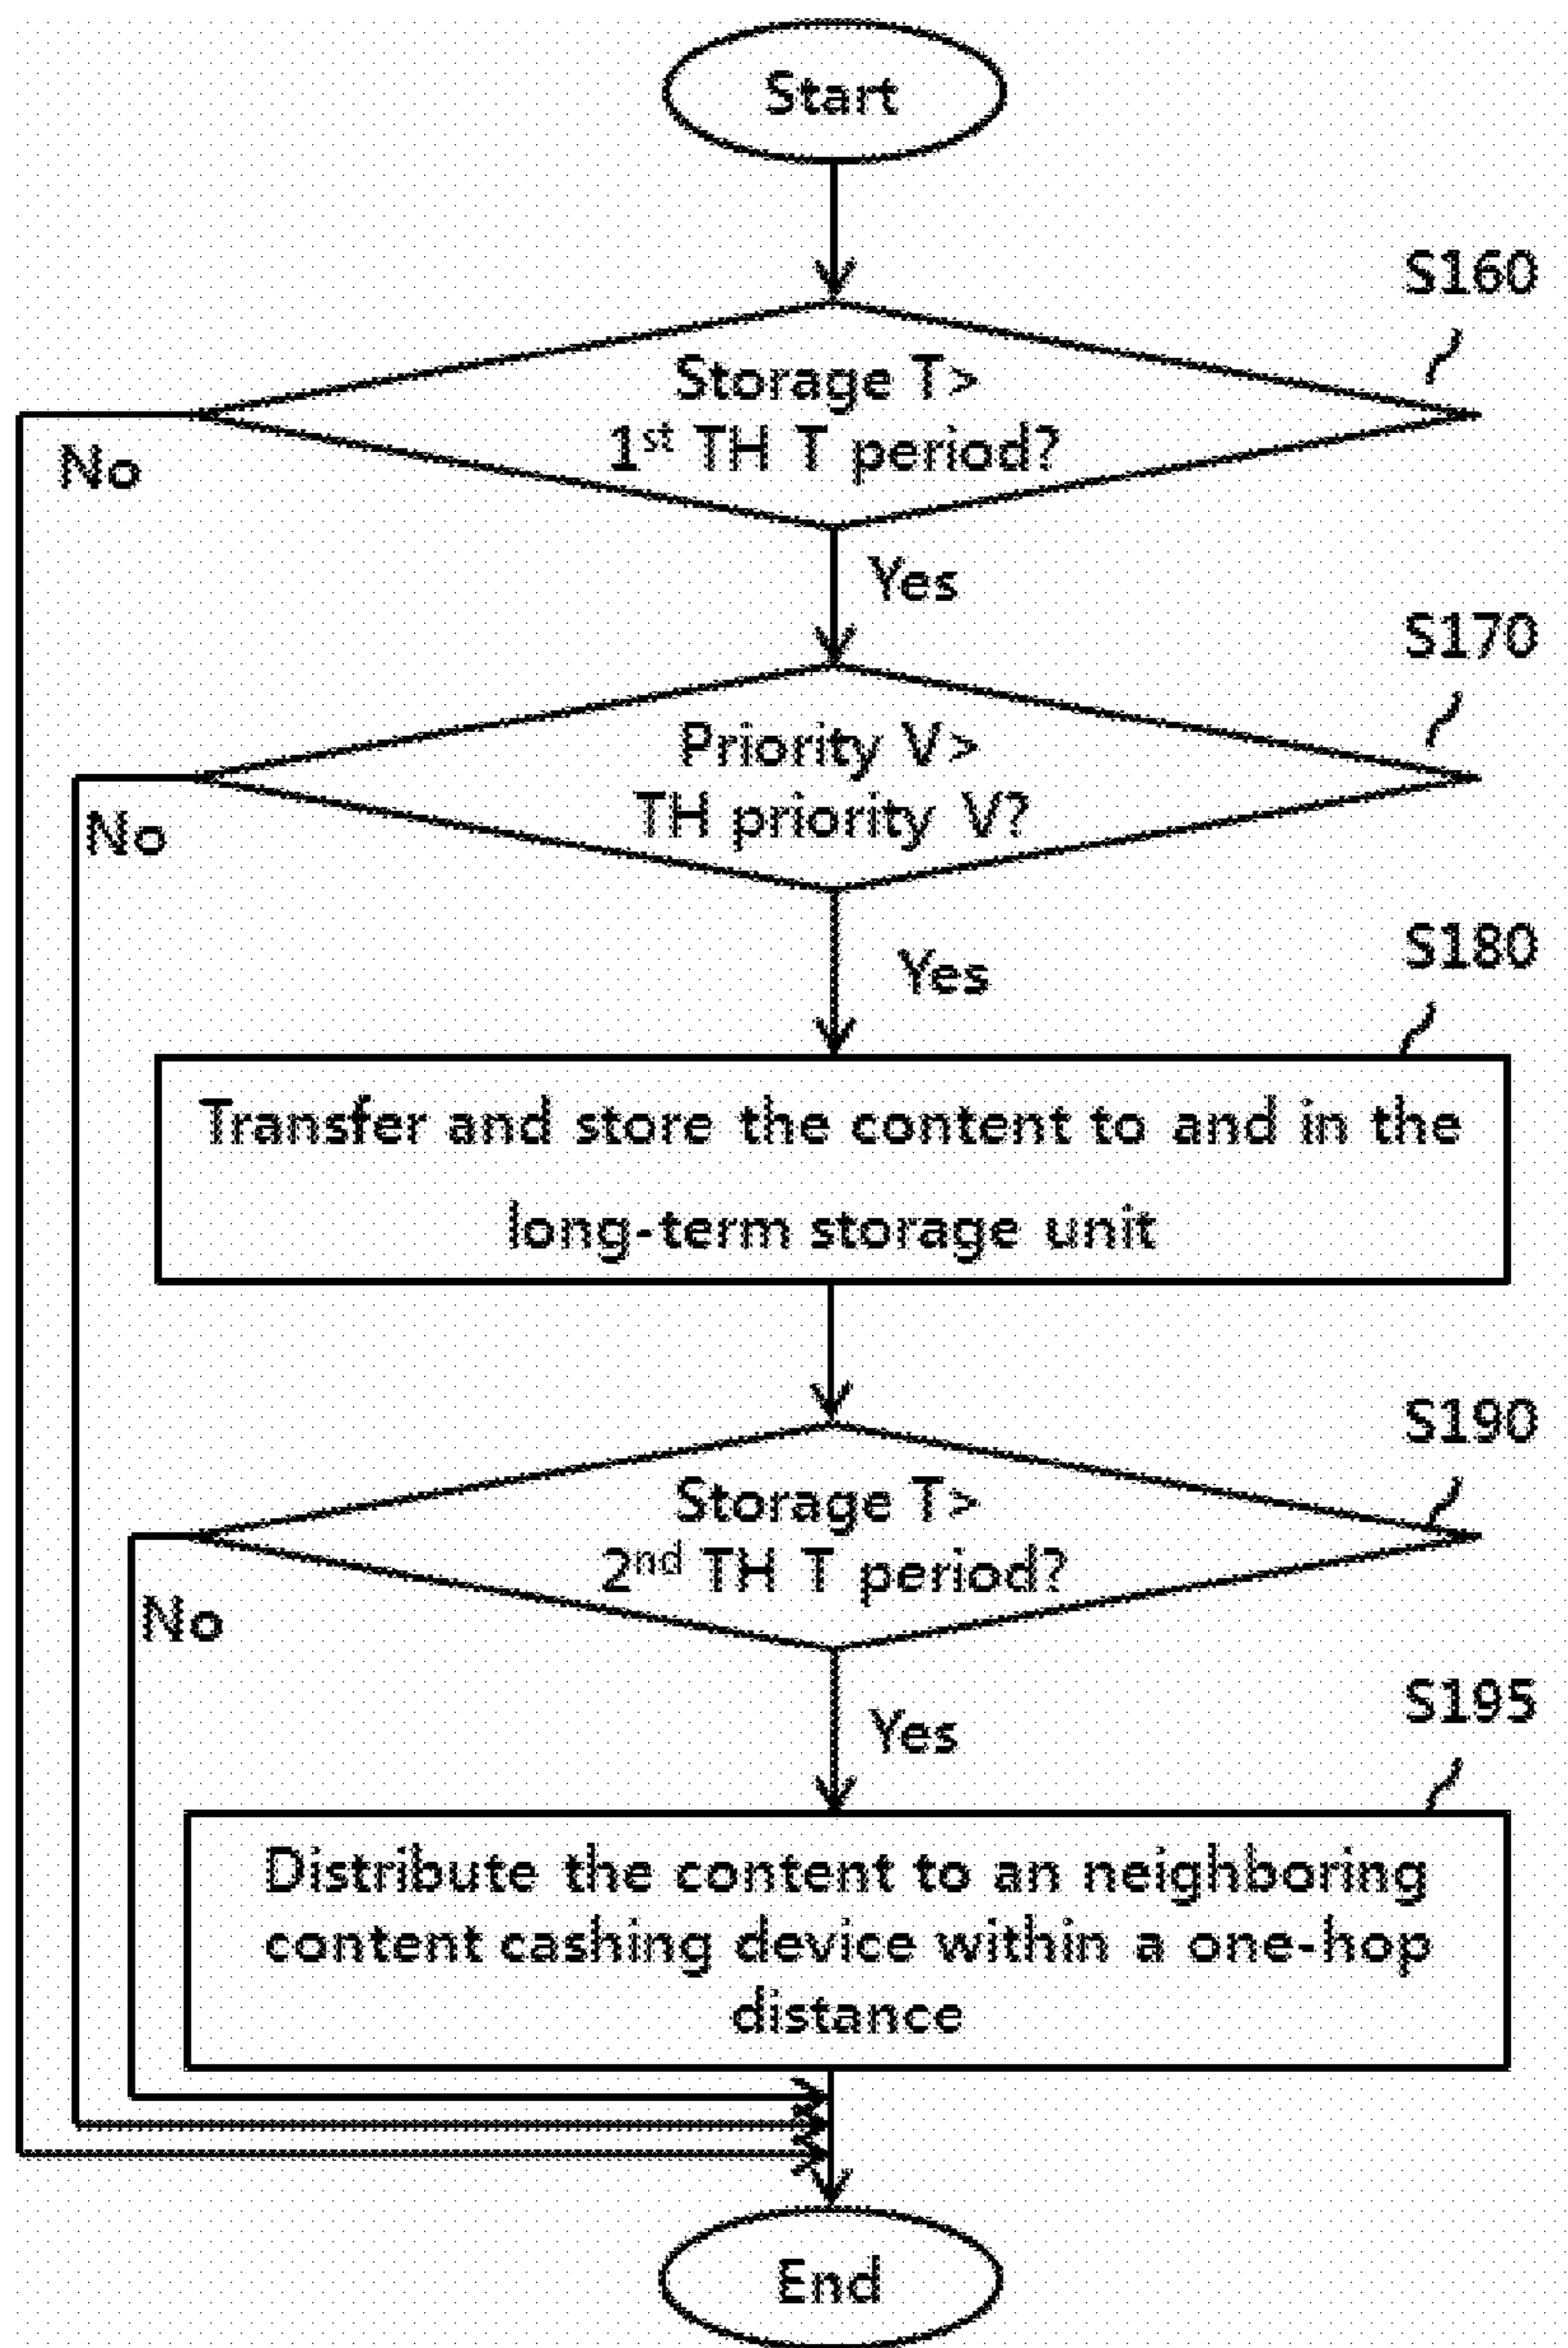 Start
S160
Storage T>
1st TH T period?
No
Yes
S170
Priority V>
TH priority V?
No
Yes
S180
Transfer and store the content to and in the
long-term storage unit
S190
Storage T>
2nd TH T period?
No
Yes
S195
Distribute the content to an neighboring
content cashing device within a one-hop
distance
End